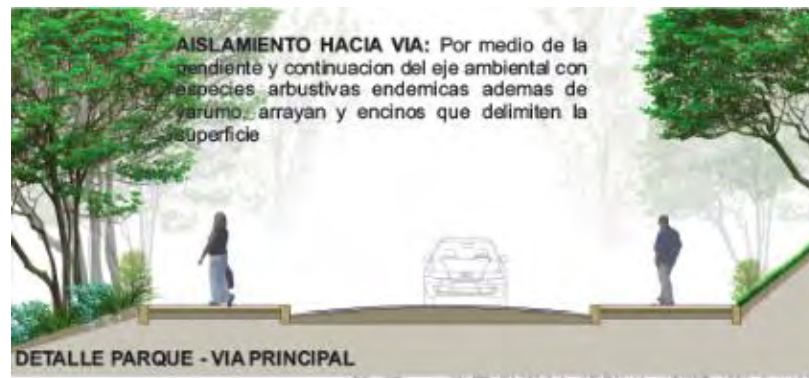 AISLAMIENTO HACIA VIA: Por medio de la
pendiente y continuacion del eje ambiental con
especies arbustivas endemicas ademas de
yarumo, arrayan y encinos que delimiten la
superficie
DETALLE PARQUE - VIA PRINCIPAL